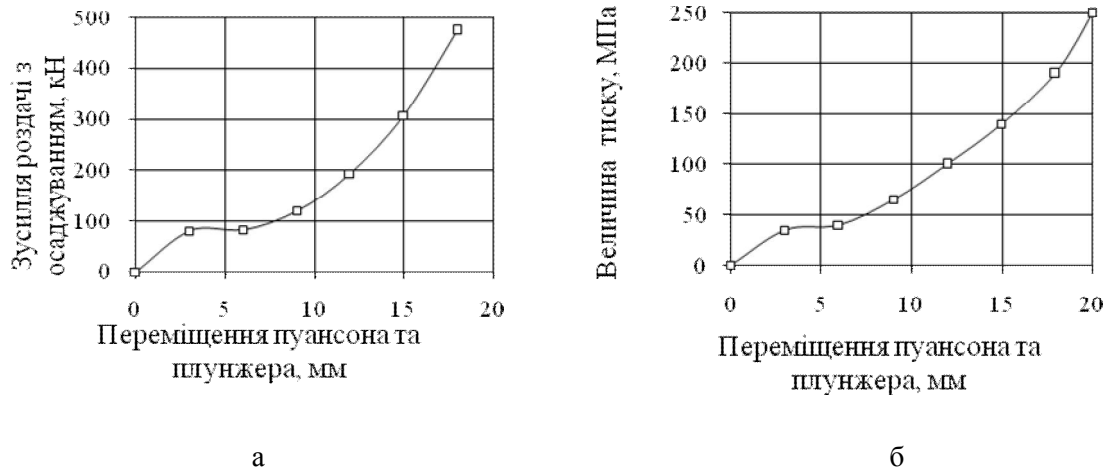 Зусилля роздачі з
осаджуванням, кН
500
400
300
200
100
0
0 5 10 15 20
Переміщення пуансона та
плунжера, мм
а
Величина тиску, МПа
250
200
150
100
50
0
0 5 10 15 20
Переміщення пуансона та
плунжера, мм
б